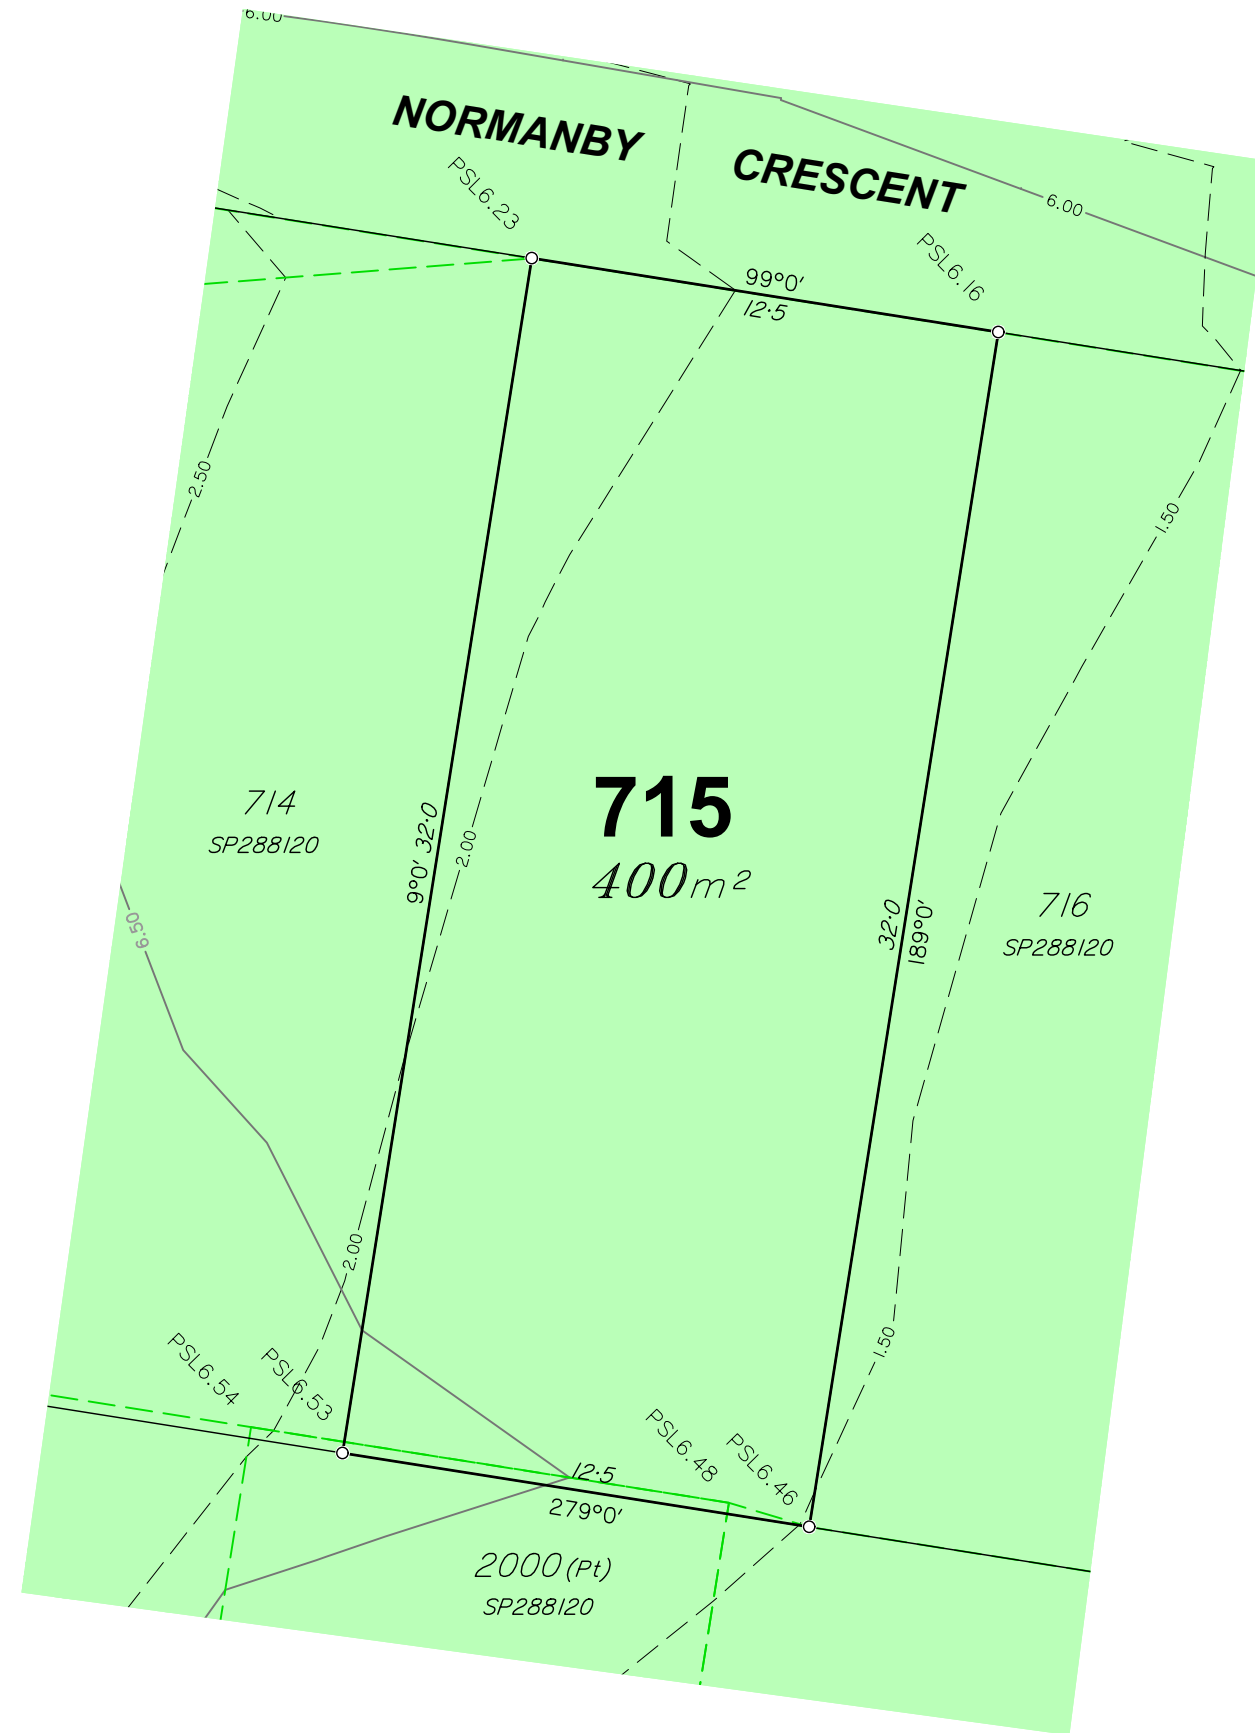 6.00
NORMANBY
CRESCENT
PSL6.23
6.00
PSL6.16
99°0'
12·5
2.50
1.50
714
SP288120
9°0' 32·0
2.00
715
400m²
32·0
189°0'
716
SP288120
6.50
2.00
1.50
PSL6.54
PSL6.53
PSL6.48
PSL6.46
12·5
279°0'
2000 (Pt)
SP288120